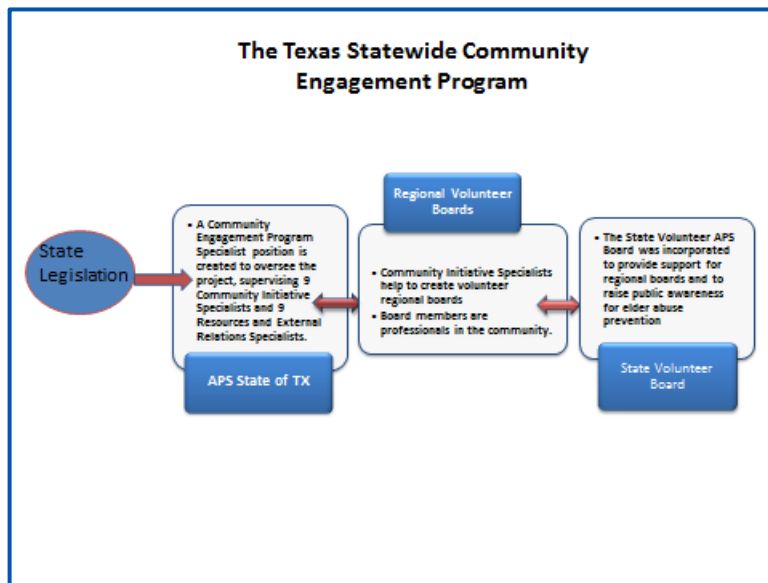 The Texas Statewide Community
Engagement Program
State
Legislation
• A Community
Engagement Program
Specialist position is
created to oversee the
project, supervising 9
Community Initiative
Specialists and 9
Resources and External
Relations Specialists.
APS State of TX
Regional Volunteer
Boards
• Community Initiative Specialists
help to create volunteer
regional boards
• Board members are
professionals in the community.
• The State Volunteer APS
Board was incorporated
to provide support for
regional boards and to
raise public awareness
for elder abuse
prevention
State Volunteer
Board